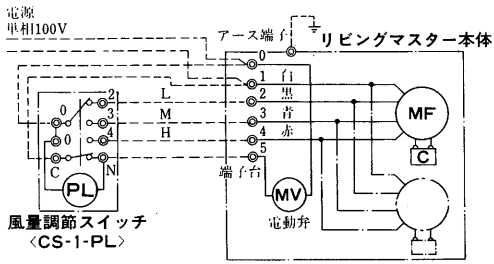 電源
単相100V
アース端子
リビングマスター本体
0
1 白
2 黒
3 青
4 赤
5
端子台
L
M
H
N
0
0
C
2
3
4
PL
MV
電動弁
MF
C
風量調節スイッチ
〈CS-1-PL〉